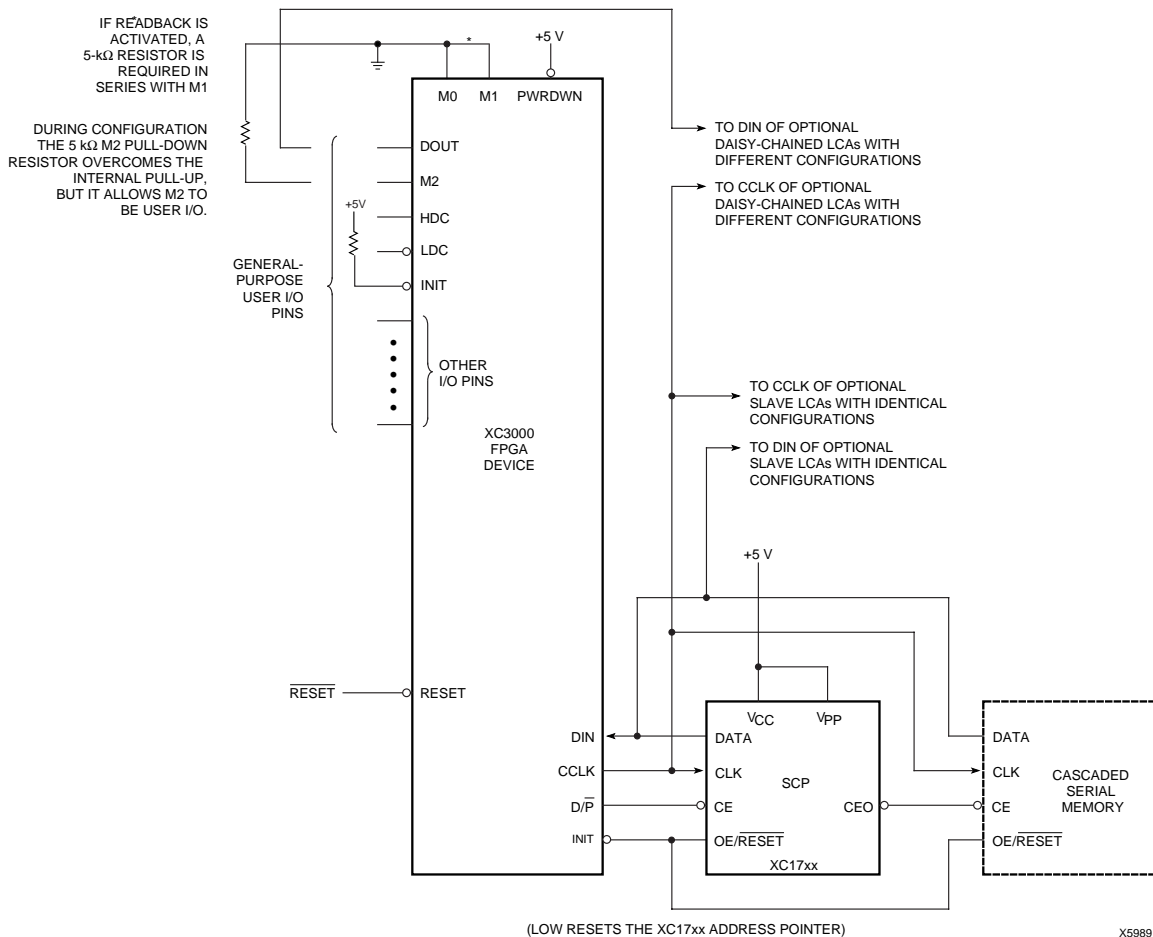 *
IF READBACK IS
ACTIVATED, A
5-kΩ RESISTOR IS
REQUIRED IN
SERIES WITH M1
*
+5 V
M0
M1
PWRDWN
DURING CONFIGURATION
THE 5 kΩ M2 PULL-DOWN
RESISTOR OVERCOMES THE
INTERNAL PULL-UP,
BUT IT ALLOWS M2 TO
BE USER I/O.
+5V
GENERAL-
PURPOSE
USER I/O
PINS
DOUT
M2
HDC
LDC
INIT
OTHER
I/O PINS
XC3000
FPGA
DEVICE
TO DIN OF OPTIONAL
DAISY-CHAINED LCAs WITH
DIFFERENT CONFIGURATIONS
TO CCLK OF OPTIONAL
DAISY-CHAINED LCAs WITH
DIFFERENT CONFIGURATIONS
TO CCLK OF OPTIONAL
SLAVE LCAs WITH IDENTICAL
CONFIGURATIONS
TO DIN OF OPTIONAL
SLAVE LCAs WITH IDENTICAL
CONFIGURATIONS
+5 V
RESET
RESET
DIN
CCLK
D/P
INIT
VCC
VPP
DATA
CLK
SCP
CE
CEO
OE/RESET
XC17xx
DATA
CLK
CASCADED
SERIAL
MEMORY
CE
OE/RESET
(LOW RESETS THE XC17xx ADDRESS POINTER)
X5989